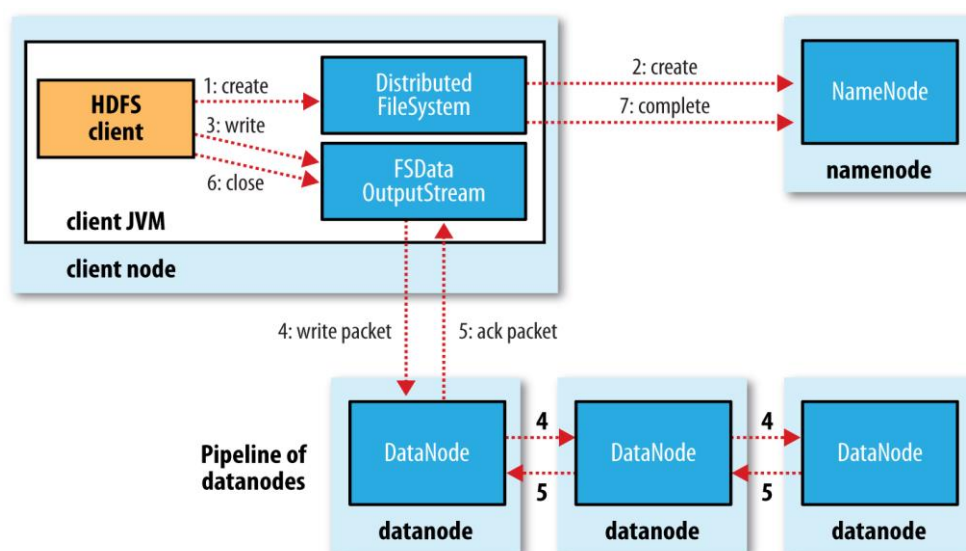 HDFS
client
1: create
3: write
6: close
Distributed
FileSystem
FSData
OutputStream
client JVM
client node
2: create
7: complete
NameNode
namenode
4: write packet
5: ack packet
Pipeline of
datanodes
DataNode
4
5
DataNode
4
5
DataNode
datanode
datanode
datanode